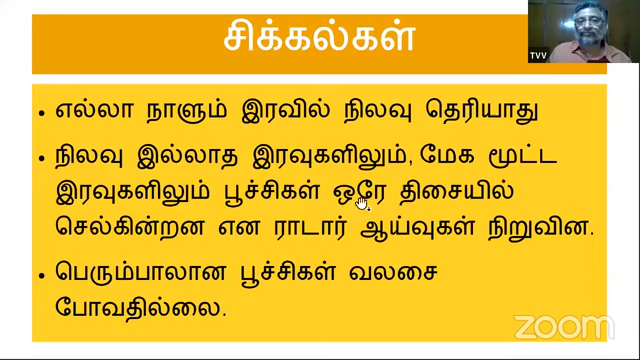 சிக்கல்கள்
TVV
• எல்லா நாளும் இரவில் நிலவு தெரியாது
• நிலவு இல்லாத இரவுகளிலும், மேக மூட்ட
இரவுகளிலும் பூச்சிகள் ஒரே திசையில்
செல்கின்றன என ராடார் ஆய்வுகள் நிறுவின.
• பெரும்பாலான பூச்சிகள் வலசை
போவதில்லை.
zoom